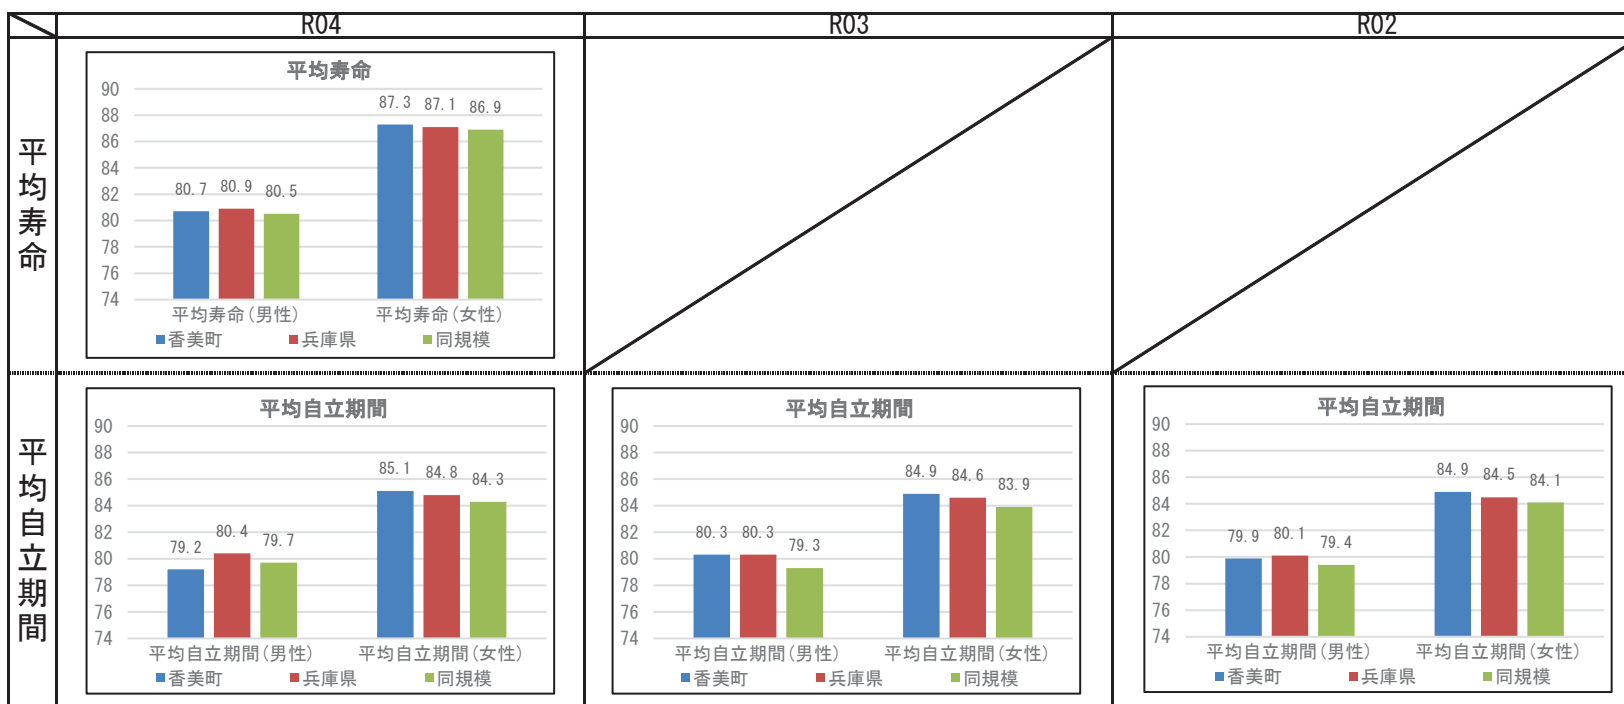 R04 R03 R02
平均寿命
平均寿命
90
88
86
84
82
80
78
76
74
80.7 80.9 80.5
87.3 87.1 86.9
平均寿命(男性) 平均寿命(女性)
香美町 兵庫県 同規模
平均自立期間
平均自立期間
90
88
86
84
82
80
78
76
74
79.2 80.4 79.7
85.1 84.8 84.3
平均自立期間(男性) 平均自立期間(女性)
香美町 兵庫県 同規模
平均自立期間
90
88
86
84
82
80
78
76
74
80.3 80.3 79.3
84.9 84.6 83.9
平均自立期間(男性) 平均自立期間(女性)
香美町 兵庫県 同規模
平均自立期間
90
88
86
84
82
80
78
76
74
79.9 80.1 79.4
84.9 84.5 84.1
平均自立期間(男性) 平均自立期間(女性)
香美町 兵庫県 同規模